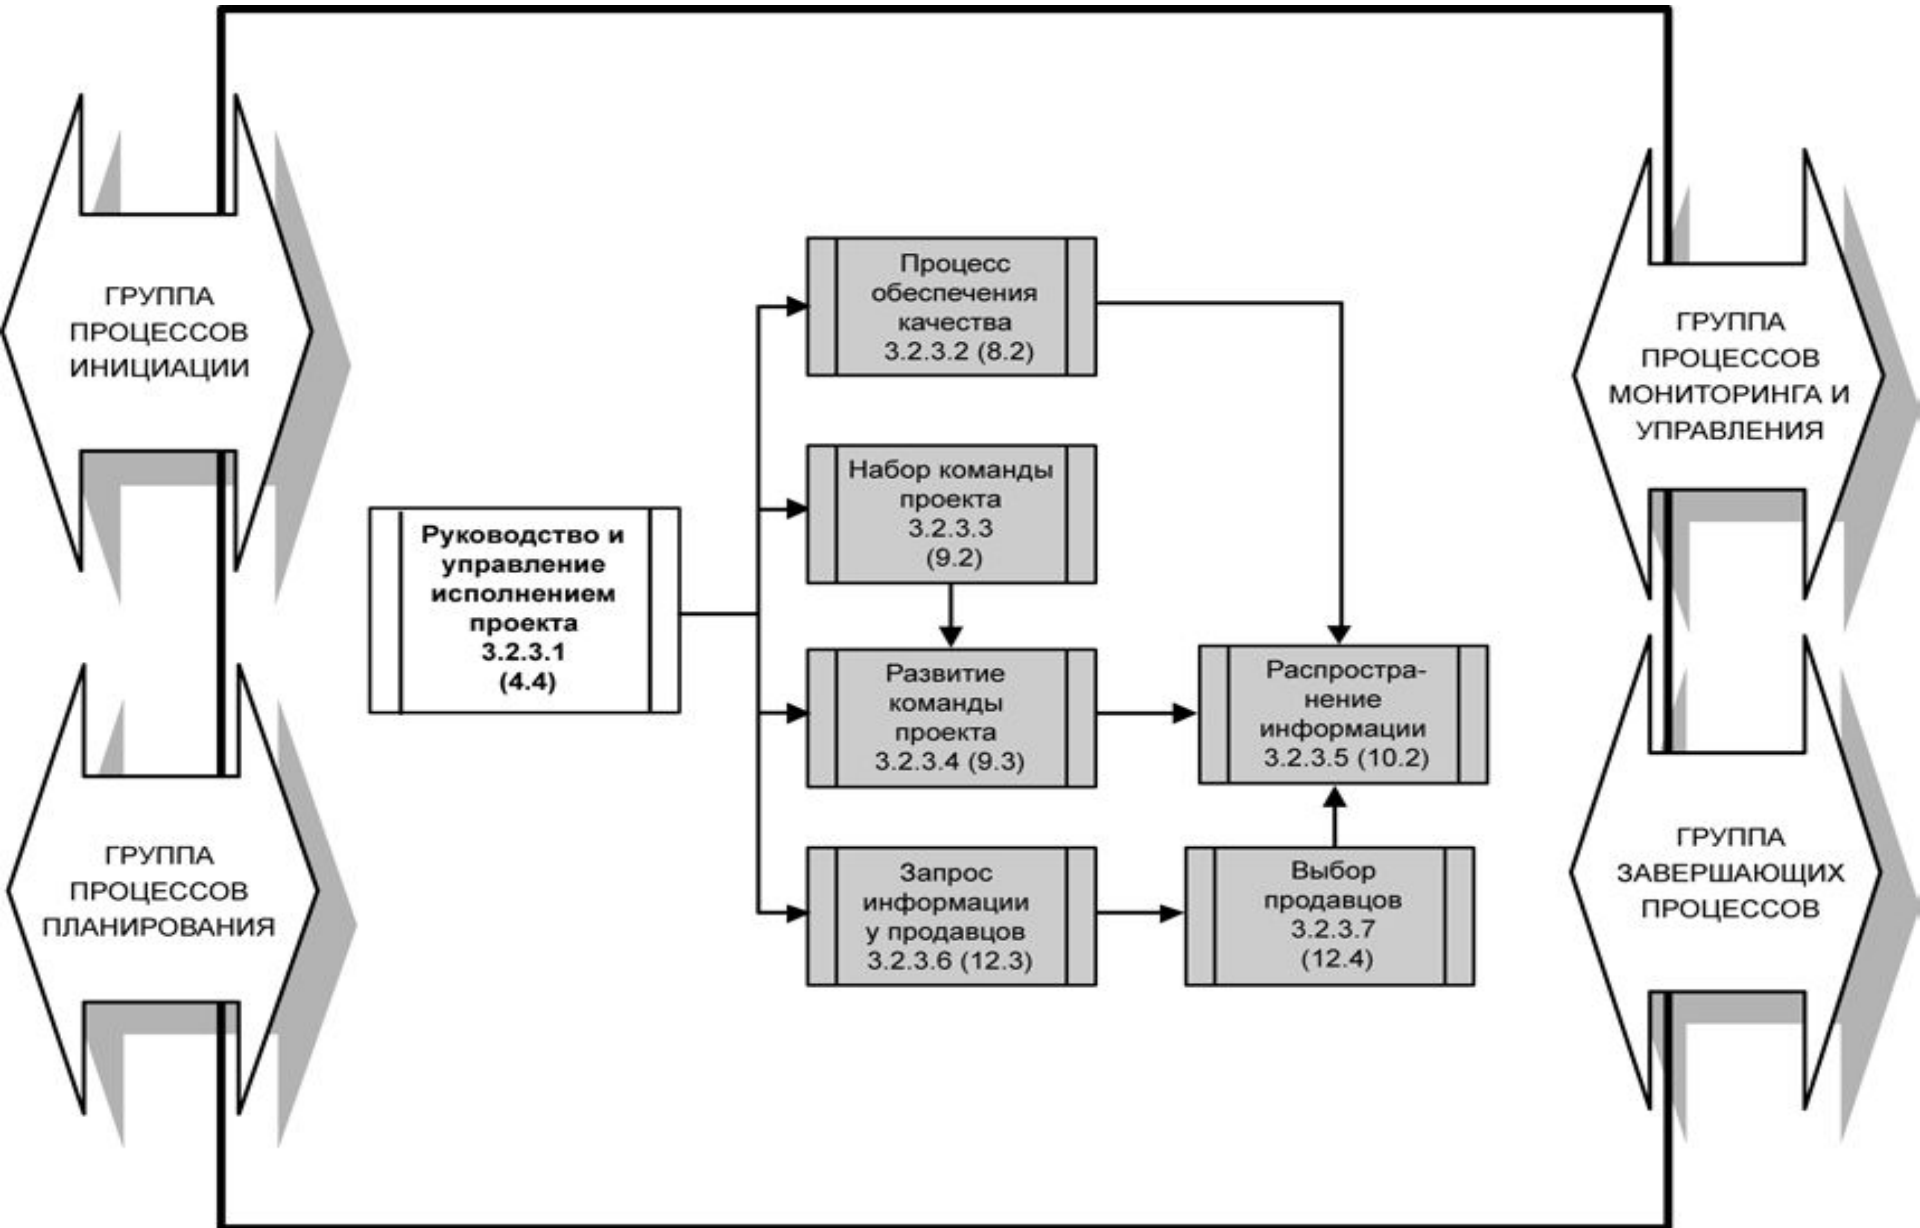 ГРУППА
ПРОЦЕССОВ
ИНИЦИАЦИИ
ГРУППА
ПРОЦЕССОВ
ПЛАНИРОВАНИЯ
Руководство и
управление
исполнением
проекта
3.2.3.1
(4.4)
Процесс
обеспечения
качества
3.2.3.2 (8.2)
Набор команды
проекта
3.2.3.3
(9.2)
Развитие
команды
проекта
3.2.3.4 (9.3)
Запрос
информации
у продавцов
3.2.3.6 (12.3)
Распростра-
нение
информации
3.2.3.5 (10.2)
Выбор
продавцов
3.2.3.7
(12.4)
ГРУППА
ПРОЦЕССОВ
МОНИТОРИНГА И
УПРАВЛЕНИЯ
ГРУППА
ЗАВЕРШАЮЩИХ
ПРОЦЕССОВ